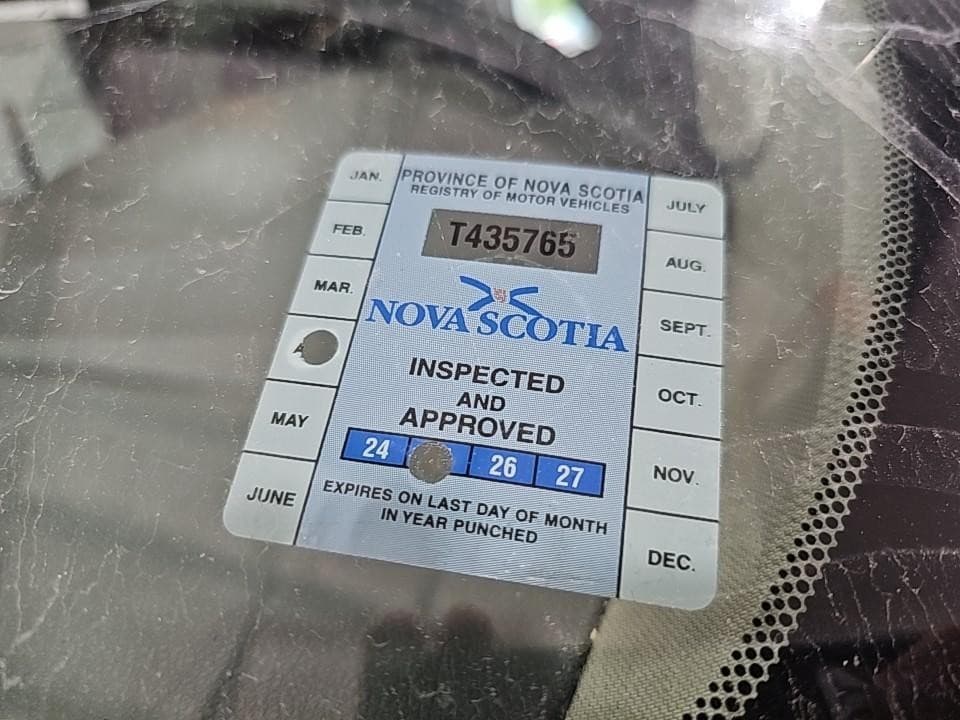 JAN.
FEB.
MAR.
MAY
JUNE
PROVINCE OF NOVA SCOTIA
REGISTRY OF MOTOR VEHICLES
T435765
NOVA SCOTIA
INSPECTED
AND
APPROVED
24 26 27
EXPIRES ON LAST DAY OF MONTH
IN YEAR PUNCHED
JULY
AUG.
SEPT.
OCT.
NOV.
DEC.